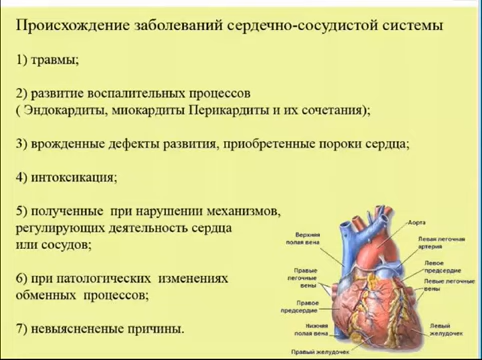 Происхождение заболеваний сердечно-сосудистой системы
1) травмы;
2) развитие воспалительных процессов
( Эндокардиты, миокардиты Перикардиты и их сочетания);
3) врожденные дефекты развития, приобретенные пороки сердца;
4) интоксикация;
5) полученные при нарушении механизмов,
регулирующих деятельность сердца
или сосудов;
6) при патологических изменениях
обменных процессов;
7) невыяснененые причины.
Верхняя
полая вена
Правые
легочные
вены
Правое
предсердие
Нижняя
полая вена
Правый желудочек
Аорта
Левая легочная
артерия
Левое
предсердие
Левые легочные
вены
Левый
желудочек